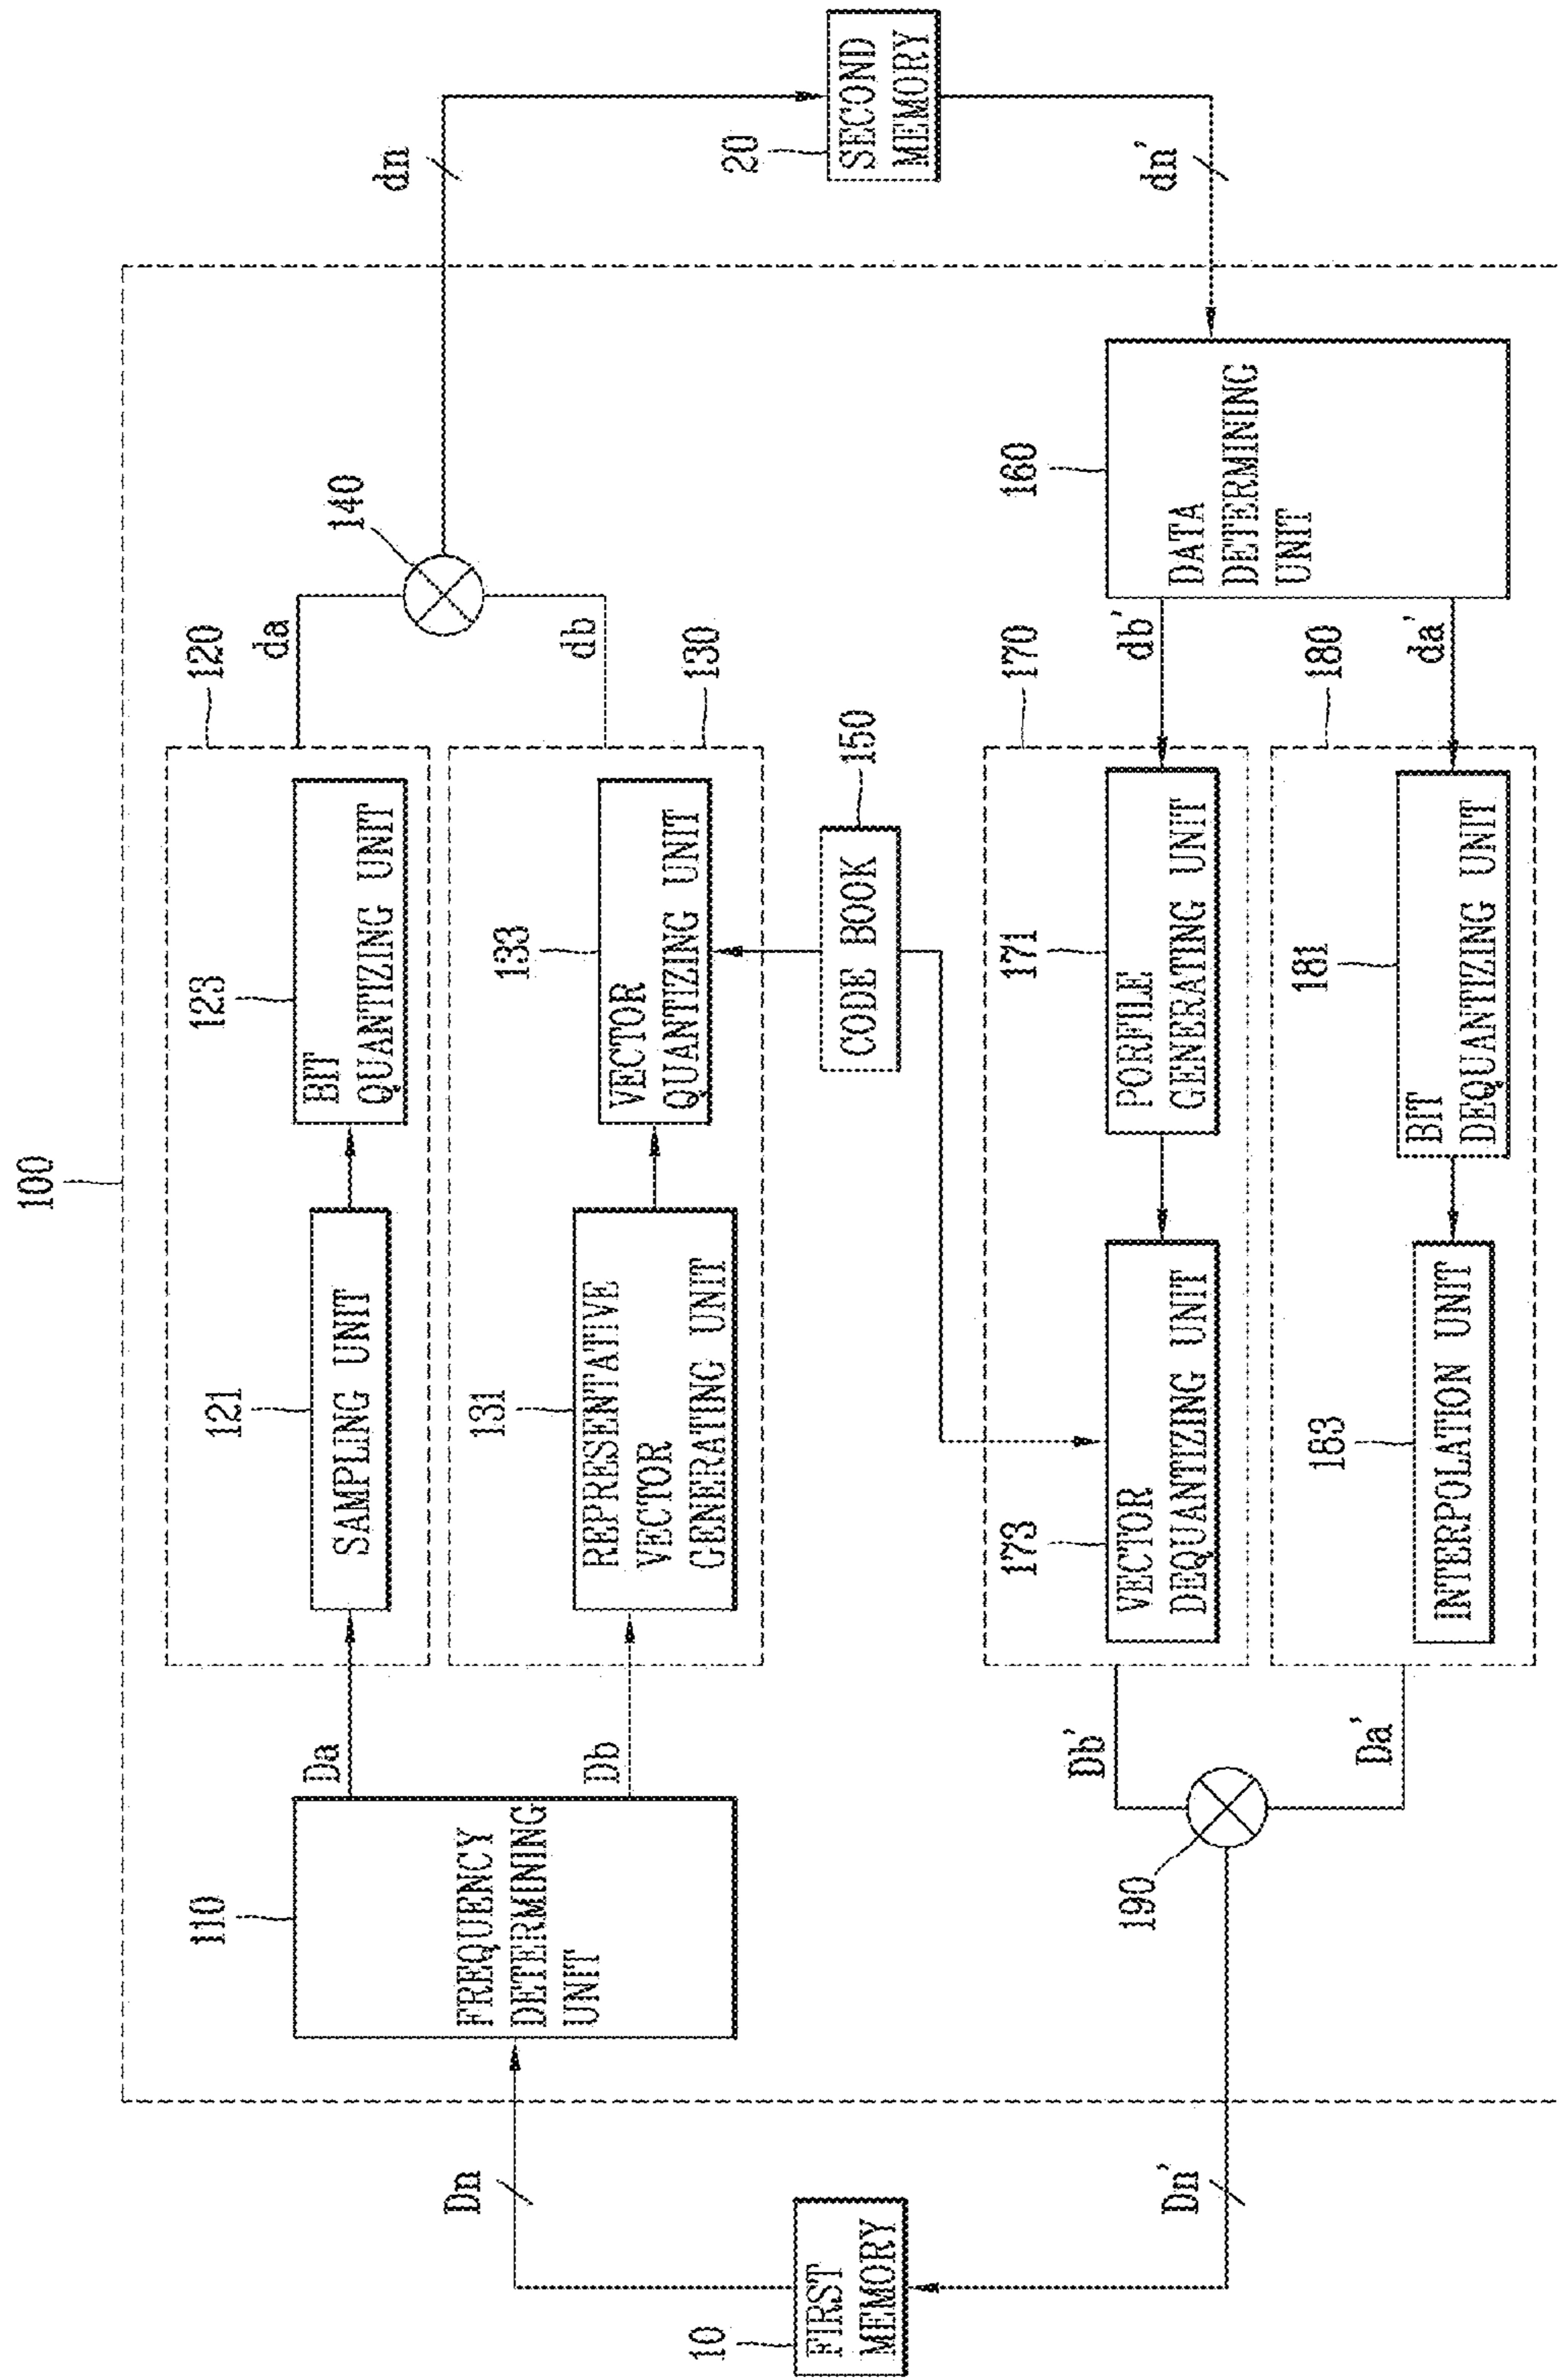 100
110
FREQUENCY
DETERMINING
UNIT
Dn
Da
Db
120
121
SAMPLING UNIT
123
BIT
QUANTIZING UNIT
da
130
131
REPRESENTATIVE
VECTOR
GENERATING UNIT
133
VECTOR
QUANTIZING UNIT
db
140
dn
10
FIRST
MEMORY
150
CODE BOOK
20
SECOND
MEMORY
Dn'
190
Db'
Da'
170
173
VECTOR
DEQUANTIZING UNIT
171
PORFILE
GENERATING UNIT
db'
180
183
INTERPOLATION UNIT
181
BIT
DEQUANTIZING UNIT
da'
160
DATA
DETERMINING
UNIT
dn'